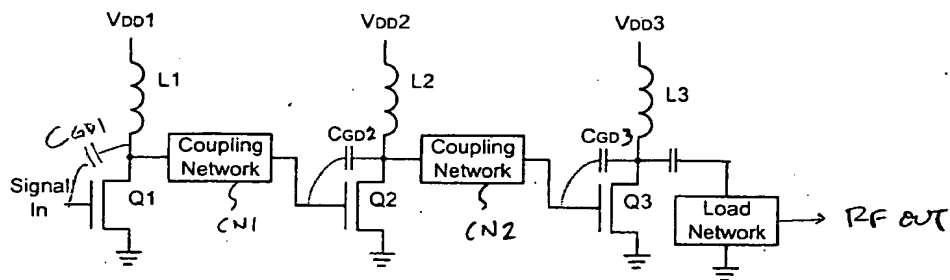 VDD1
VDD2
VDD3
L1
L2
L3
CGD1
CGD2
CGD3
Coupling
Network
Coupling
Network
Signal
In
Q1
Q2
Q3
CN1
CN2
Load
Network
RF OUT